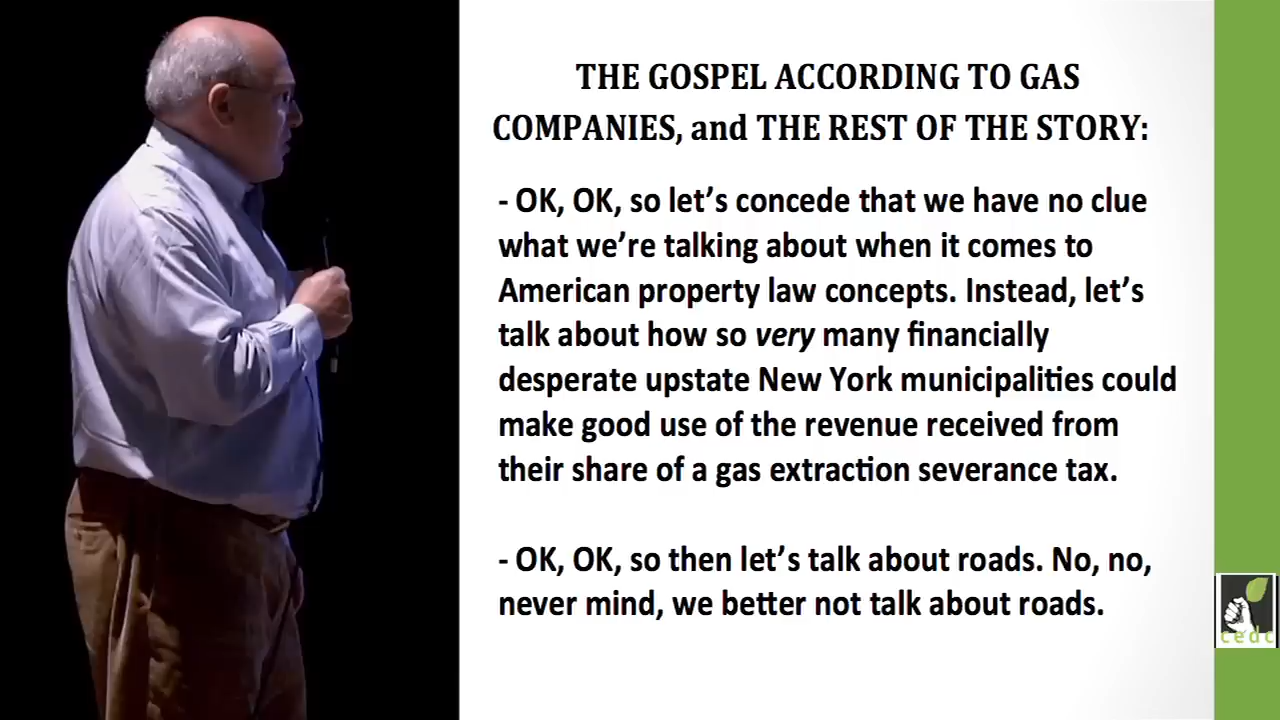 THE GOSPEL ACCORDING TO GAS
COMPANIES, and THE REST OF THE STORY:
- OK, OK, so let’s concede that we have no clue
what we’re talking about when it comes to
American property law concepts. Instead, let’s
talk about how so very many financially
desperate upstate New York municipalities could
make good use of the revenue received from
their share of a gas extraction severance tax.
- OK, OK, so then let’s talk about roads. No, no,
never mind, we better not talk about roads.
cedc